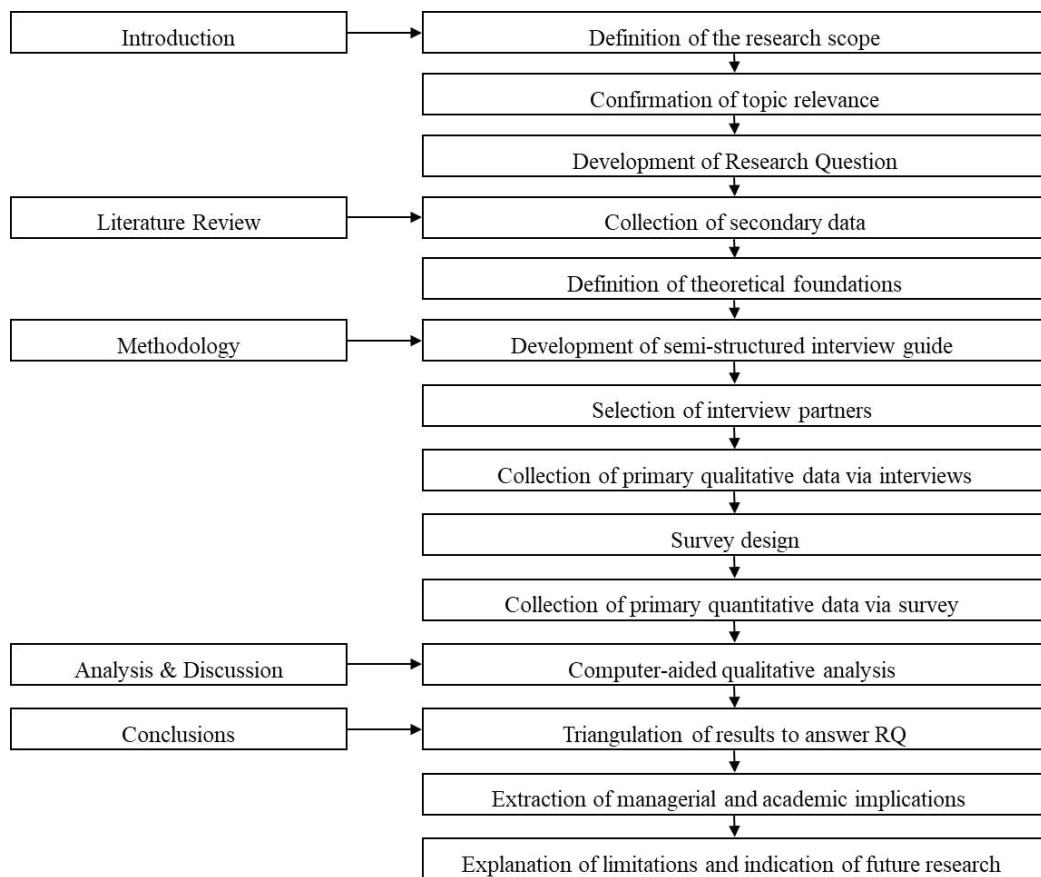 Introduction
Definition of the research scope
Confirmation of topic relevance
Development of Research Question
Literature Review
Collection of secondary data
Definition of theoretical foundations
Methodology
Development of semi-structured interview guide
Selection of interview partners
Collection of primary qualitative data via interviews
Survey design
Collection of primary quantitative data via survey
Analysis & Discussion
Computer-aided qualitative analysis
Conclusions
Triangulation of results to answer RQ
Extraction of managerial and academic implications
Explanation of limitations and indication of future research